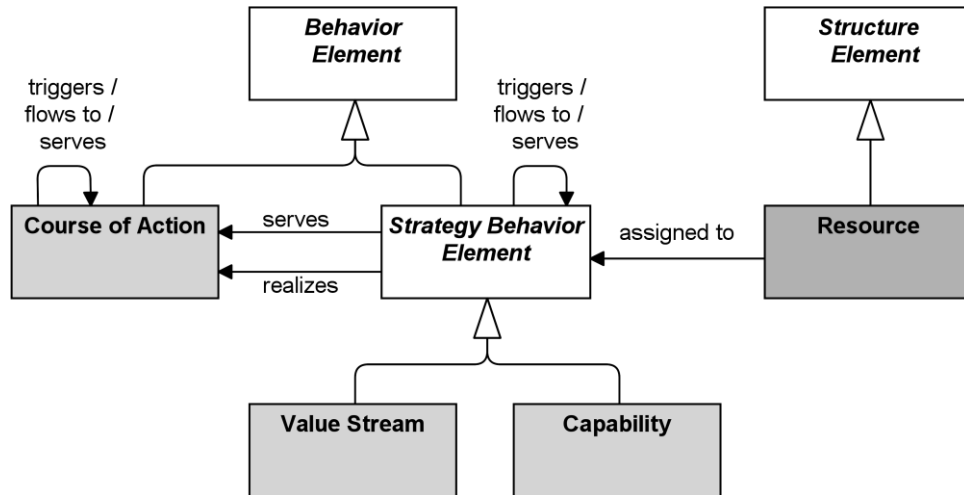 Behavior
Element
Structure
Element
triggers /
flows to /
serves
triggers /
flows to /
serves
Course of Action
serves
realizes
Strategy Behavior
Element
assigned to
Resource
Value Stream
Capability